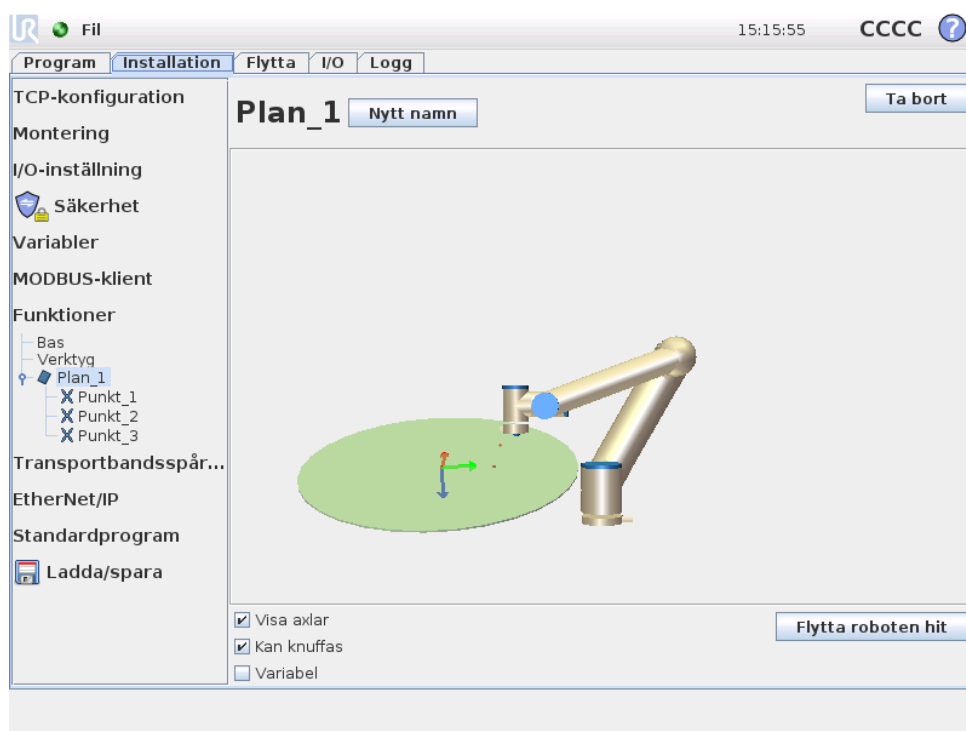 UR Fil 15:15:55 CCCC ?
Program Installation Flytta I/O Logg
TCP-konfiguration
Montering
I/O-inställning
Säkerhet
Variabler
MODBUS-klient
Funktioner
Bas
Verktyg
Plan_1
Punkt_1
Punkt_2
Punkt_3
Transportbandsspår...
EtherNet/IP
Standardprogram
Ladda/spara
Plan_1 Nytt namn Ta bort
Visa axlar
Kan knuffas
Variabel
Flytta roboten hit